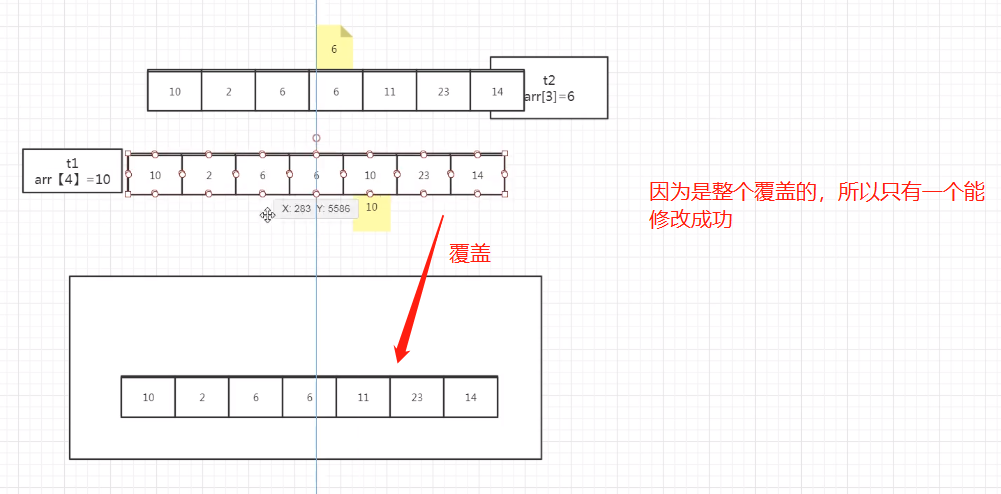 6
10 2 6 6 11 23 14
t2
arr[3]=6
t1
arr【4】=10
10 2 6 6 10 23 14
X: 283 Y: 5586
10
因为是整个覆盖的，所以只有一个能
修改成功
覆盖
10 2 6 6 11 23 14